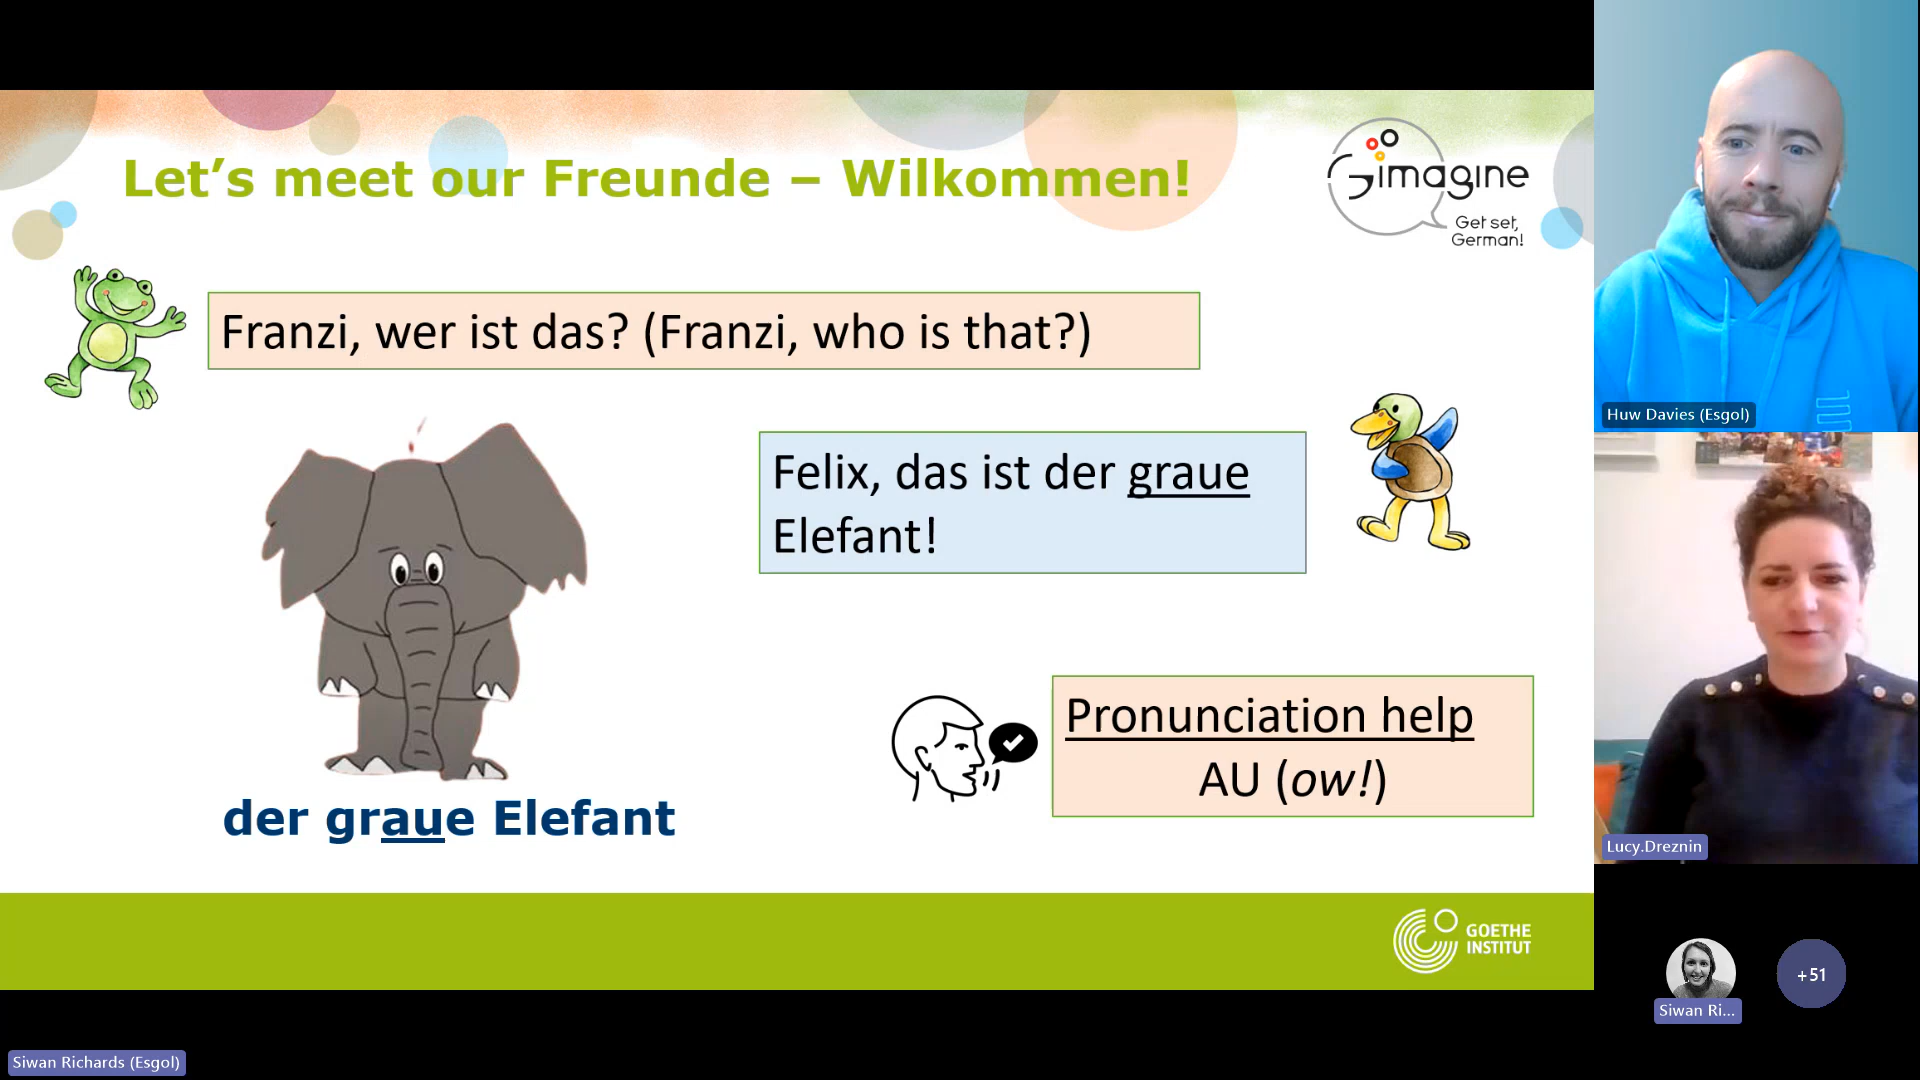 Let’s meet our Freunde – Wilkommen!
Gimagine
Get set,
German!
Franzi, wer ist das? (Franzi, who is that?)
Felix, das ist der graue
Elefant!
Pronunciation help
AU (ow!)
der graue Elefant
GOETHE
INSTITUT
Huw Davies (Esgol)
Lucy.Dreznin
Siwan Ri...
+51
Siwan Richards (Esgol)